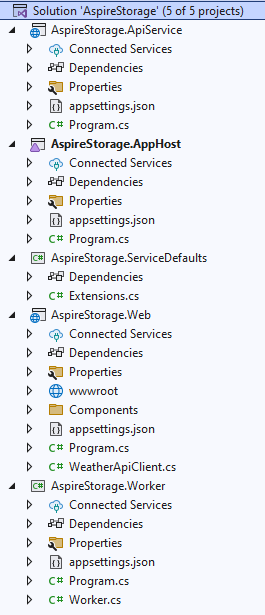 Solution 'AspireStorage' (5 of 5 projects)
AspireStorage.ApiService
Connected Services
Dependencies
Properties
appsettings.json
C# Program.cs
AspireStorage.AppHost
Connected Services
Dependencies
Properties
appsettings.json
C# Program.cs
C# AspireStorage.ServiceDefaults
Dependencies
C# Extensions.cs
AspireStorage.Web
Connected Services
Dependencies
Properties
wwwroot
Components
appsettings.json
C# Program.cs
C# WeatherApiClient.cs
C# AspireStorage.Worker
Connected Services
Dependencies
Properties
appsettings.json
C# Program.cs
C# Worker.cs